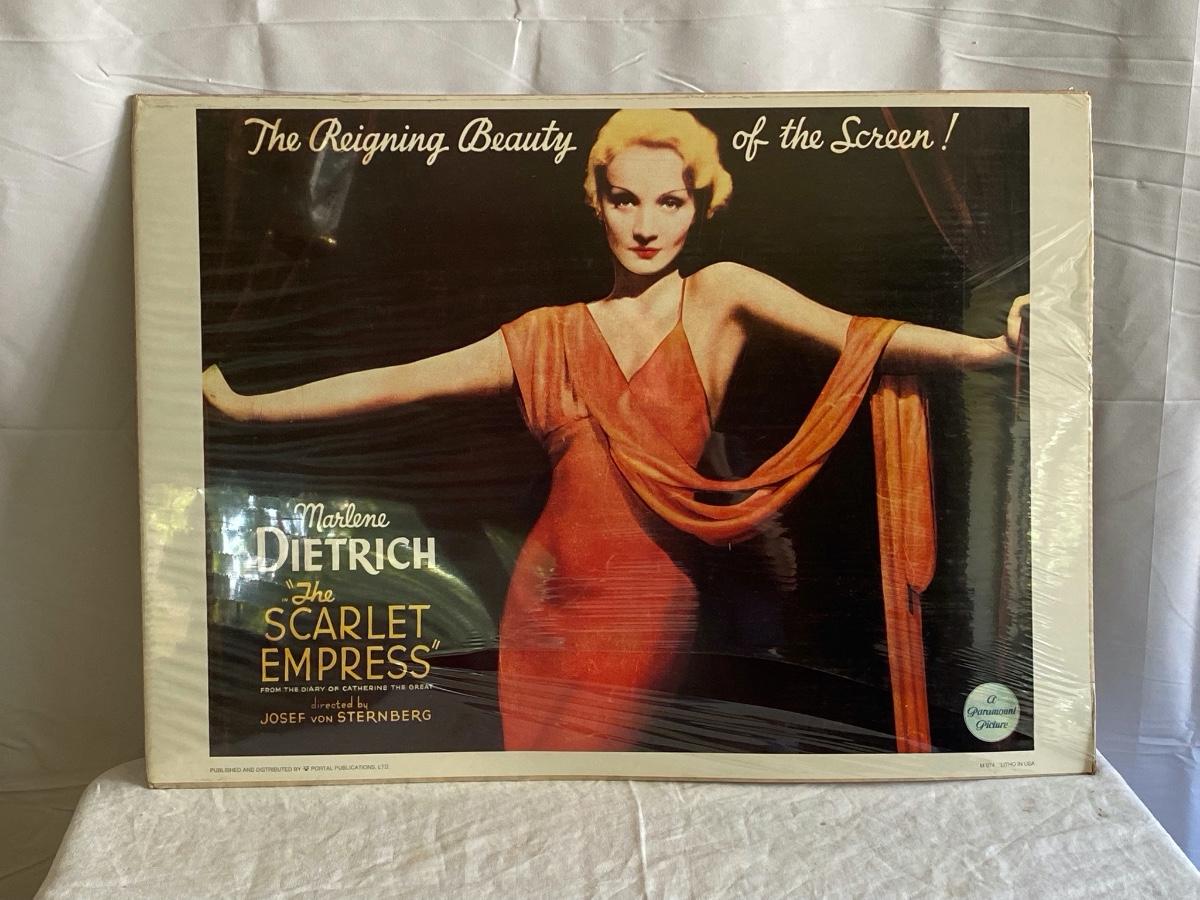 The Reigning Beauty of the Screen!
Marlene
DIETRICH
IN "The
SCARLET
EMPRESS"
FROM THE DIARY OF CATHERINE THE GREAT
directed by
JOSEF von STERNBERG
A
Paramount
Picture
PUBLISHED AND DISTRIBUTED BY PORTAL PUBLICATIONS, LTD.
LITHO IN USA